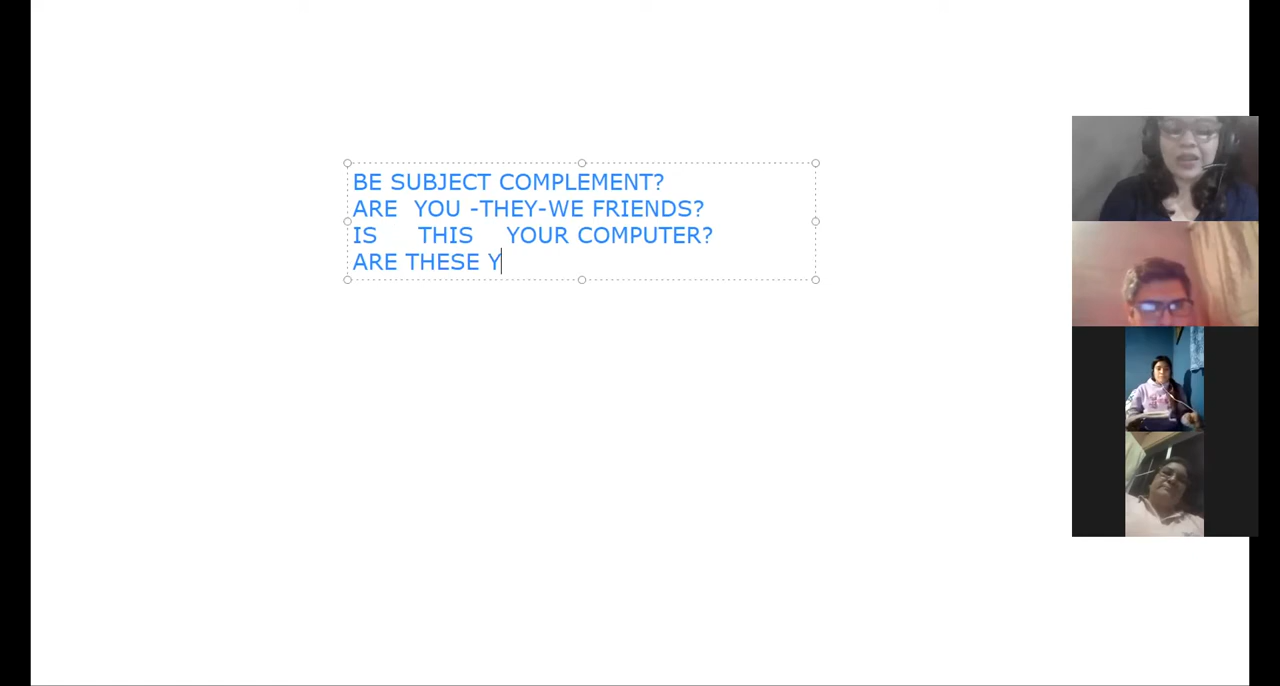 BE SUBJECT COMPLEMENT?
ARE YOU -THEY-WE FRIENDS?
IS THIS YOUR COMPUTER?
ARE THESE Y